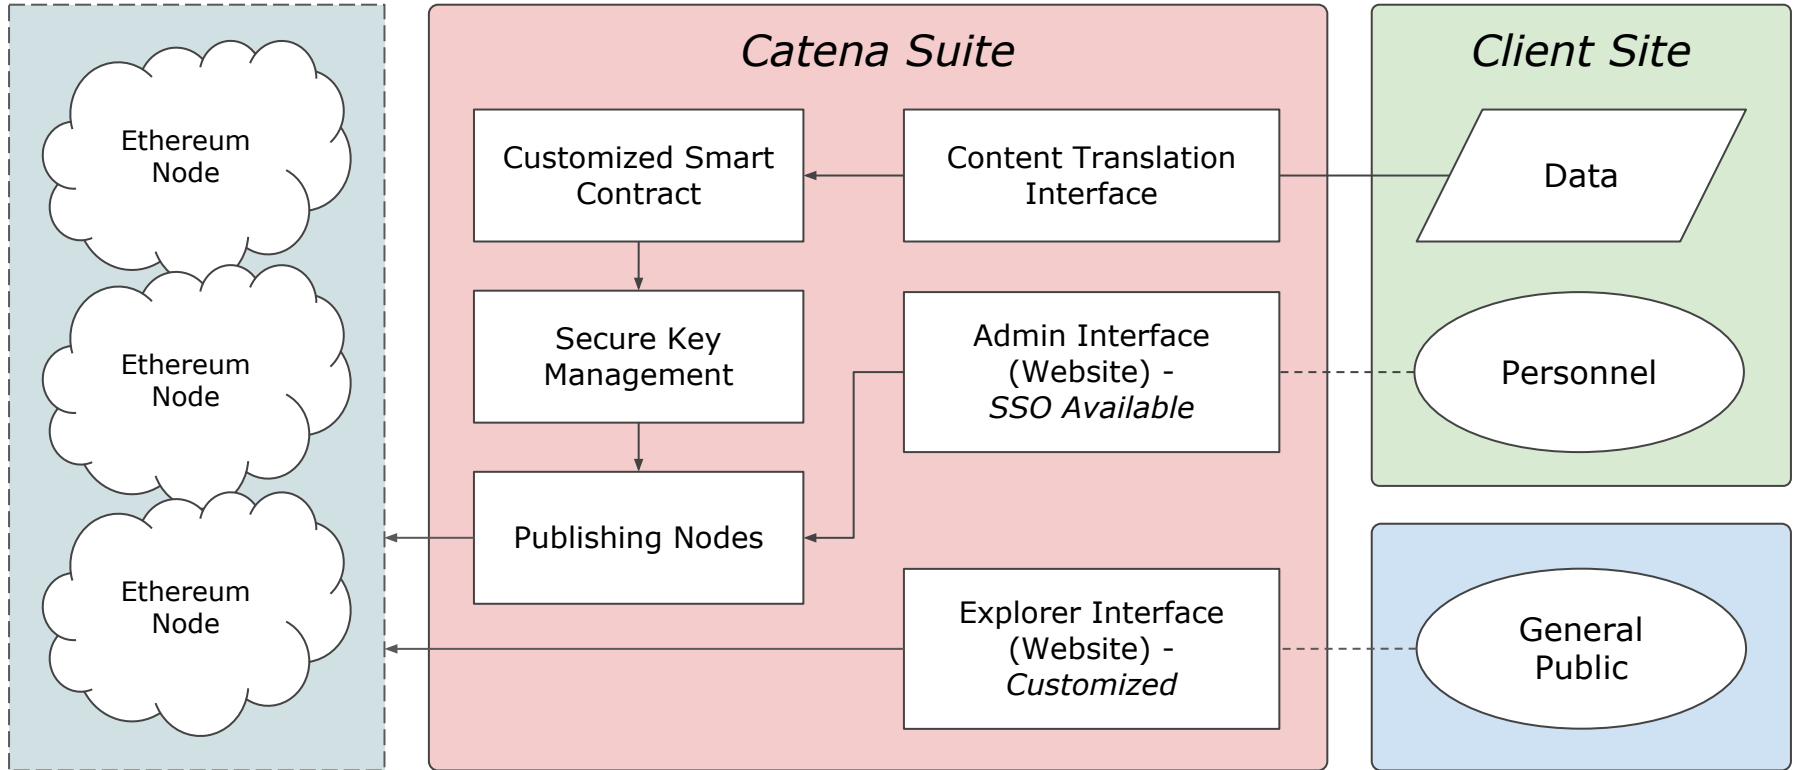 Catena Suite
Client Site
Ethereum
Node
Customized Smart
Contract
Content Translation
Interface
Data
Ethereum
Node
Secure Key
Management
Admin Interface
(Website) -
SSO Available
Personnel
Ethereum
Node
Publishing Nodes
Explorer Interface
(Website) -
Customized
General
Public